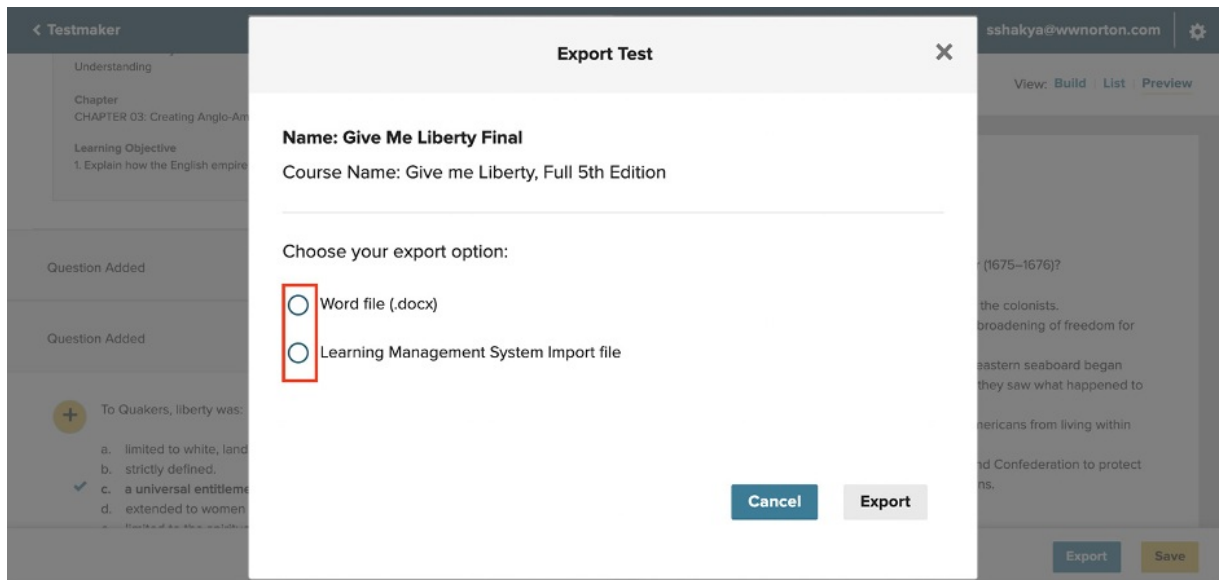 Testmaker
sshakya@wwnorton.com
Export Test
Understanding
View: Build List Preview
Chapter
CHAPTER 03: Creating Anglo-Am
Learning Objective
1. Explain how the English empire
Name: Give Me Liberty Final
Course Name: Give me Liberty, Full 5th Edition
Choose your export option:
Word file (.docx)
Learning Management System Import file
Question Added
Question Added
To Quakers, liberty was:
a. limited to white, land
b. strictly defined.
c. a universal entitleme
d. extended to women
(1675–1676)?
the colonists.
broadening of freedom for
eastern seaboard began
they saw what happened to
mericans from living within
nd Confederation to protect
ns.
Cancel
Export
Export
Save